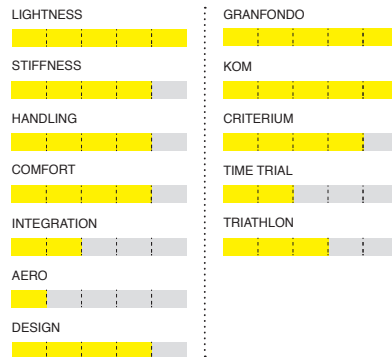 LIGHTNESS
STIFFNESS
HANDLING
COMFORT
INTEGRATION
AERO
DESIGN
GRANFONDO
KOM
CRITERIUM
TIME TRIAL
TRIATHLON